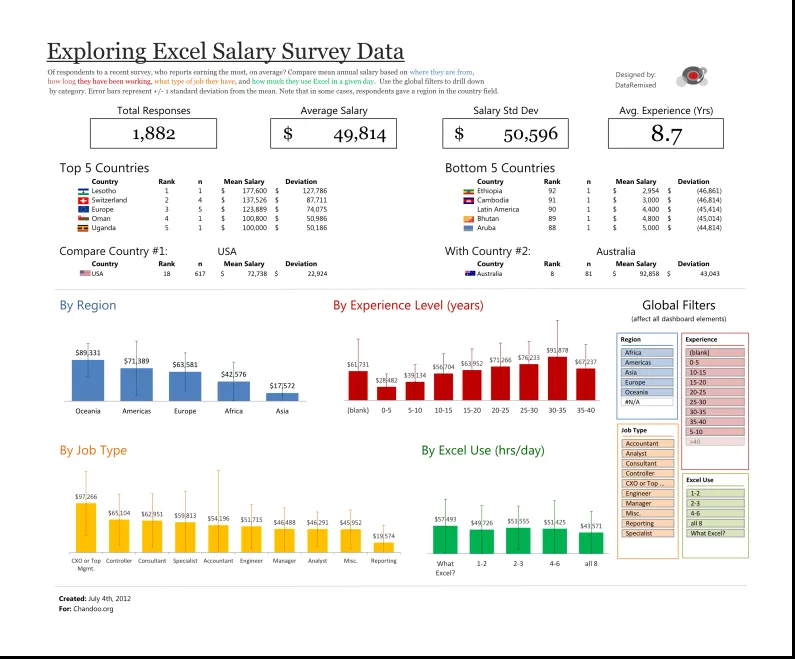 Exploring Excel Salary Survey Data
Of respondents to a recent survey, who reports earning the most, on average? Compare mean annual salary based on where they are from,
how long they have been working, what type of job they have, and how much they use Excel in a given day. Use the global filters to drill down
by category. Error bars represent +/- 1 standard deviation from the mean. Note that in some cases, respondents gave a region in the country field.
Designed by:
DataRemixed
Total Responses
1,882
Average Salary
$ 49,814
Salary Std Dev
$ 50,596
Avg. Experience (Yrs)
8.7
Top 5 Countries
Country Rank n Mean Salary Deviation
Lesotho 1 1 $ 177,600 $ 127,786
Switzerland 2 4 $ 137,526 $ 87,711
Europe 3 5 $ 123,889 $ 74,075
Oman 4 1 $ 100,800 $ 50,986
Uganda 5 1 $ 100,000 $ 50,186
Bottom 5 Countries
Country Rank n Mean Salary Deviation
Ethiopia 92 1 $ 2,954 $ (46,861)
Cambodia 91 1 $ 3,000 $ (46,814)
Latin America 90 1 $ 4,400 $ (45,414)
Bhutan 89 1 $ 4,800 $ (45,014)
Aruba 88 1 $ 5,000 $ (44,814)
Compare Country #1: USA
Country Rank n Mean Salary Deviation
USA 18 617 $ 72,738 $ 22,924
With Country #2: Australia
Country Rank n Mean Salary Deviation
Australia 8 81 $ 92,858 $ 43,043
By Region
$89,331 $71,389 $63,581 $42,576 $17,572
Oceania Americas Europe Africa Asia
By Experience Level (years)
$61,731 $28,482 $39,134 $56,704 $63,952 $71,266 $76,233 $91,878 $67,237
(blank) 0-5 5-10 10-15 15-20 20-25 25-30 30-35 35-40
Global Filters
(affect all dashboard elements)
Region
Africa
Americas
Asia
Europe
Oceania
#N/A
Experience
(blank)
0-5
10-15
15-20
20-25
25-30
30-35
35-40
5-10
>40
Job Type
Accountant
Analyst
Consultant
Controller
CXO or Top ...
Engineer
Manager
Misc.
Reporting
Specialist
Excel Use
1-2
2-3
4-6
all 8
What Excel?
By Job Type
$97,266 $65,104 $62,951 $59,813 $54,196 $51,715 $46,488 $46,291 $45,952 $19,574
CXO or Top Controller Consultant Specialist Accountant Engineer Manager Analyst Misc. Reporting
Mgmt.
By Excel Use (hrs/day)
$57,493 $49,726 $53,555 $51,425 $43,571
What 1-2 2-3 4-6 all 8
Excel?
Created: July 4th, 2012
For: Chandoo.org